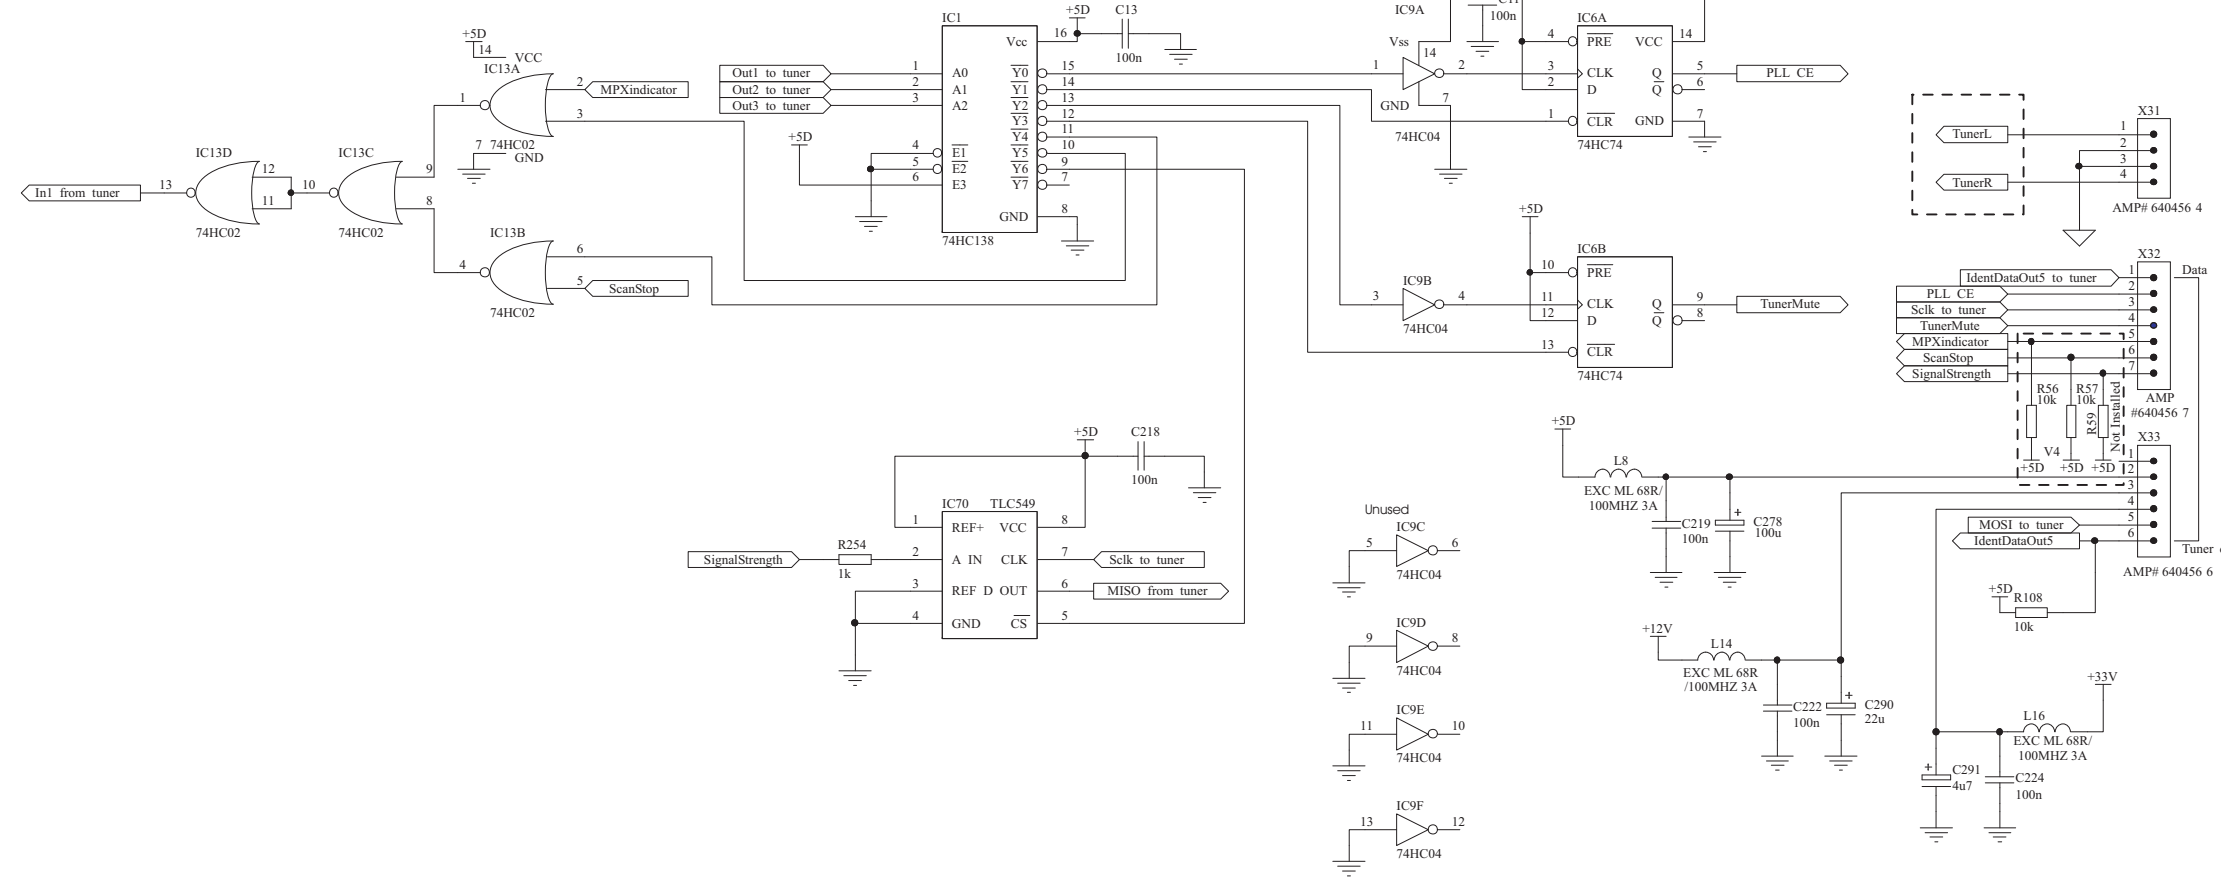 +5D
14
VCC
IC13A
2
MPXindicator
1
3
7
74HC02
GND
IC13D
12
In1 from tuner
13
11
74HC02
IC13C
9
10
8
74HC02
IC13B
6
4
5
ScanStop
74HC02
IC1
+5D
C13
100n
Vcc
16
Out1 to tuner
1
A0
Y0
15
Out2 to tuner
2
A1
Y1
14
Out3 to tuner
3
A2
Y2
13
Y3
12
+5D
Y4
11
4
E1
Y5
10
5
E2
Y6
9
6
E3
Y7
7
GND
8
74HC138
IC9A
100n
Vss
14
1
2
GND
7
74HC04
IC6A
4
PRE
VCC
14
3
CLK
Q
5
PLL CE
2
D
Q
6
1
CLR
GND
7
74HC74
+5D
IC6B
10
PRE
IC9B
3
4
74HC04
11
CLK
Q
9
TunerMute
12
D
Q
8
13
CLR
74HC74
X31
TunerL
1
2
3
TunerR
4
AMP# 640456 4
X32
IdentDataOut5 to tuner
1
Data
PLL CE
2
Sclk to tuner
3
TunerMute
4
MPXindicator
5
ScanStop
6
SignalStrength
7
R56
10k
R57
10k
R59
Not Installed
AMP
#640456 7
V4
+5D
+5D
+5D
X33
1
2
3
4
MOSI to tuner
5
IdentDataOut5
6
Tuner
AMP# 640456 6
+5D
R108
10k
+5D
L8
EXC ML 68R/
100MHZ 3A
C219
100n
+
C278
100u
+12V
L14
EXC ML 68R
/100MHZ 3A
C222
100n
+
C290
22u
+33V
L16
EXC ML 68R/
100MHZ 3A
+
C291
4u7
C224
100n
+5D
C218
100n
IC70
TLC549
1
REF+
VCC
8
SignalStrength
R254
1k
2
A IN
CLK
7
Sclk to tuner
3
REF
D OUT
6
MISO from tuner
4
GND
CS
5
Unused
IC9C
5
6
74HC04
IC9D
9
8
74HC04
IC9E
11
10
74HC04
IC9F
13
12
74HC04